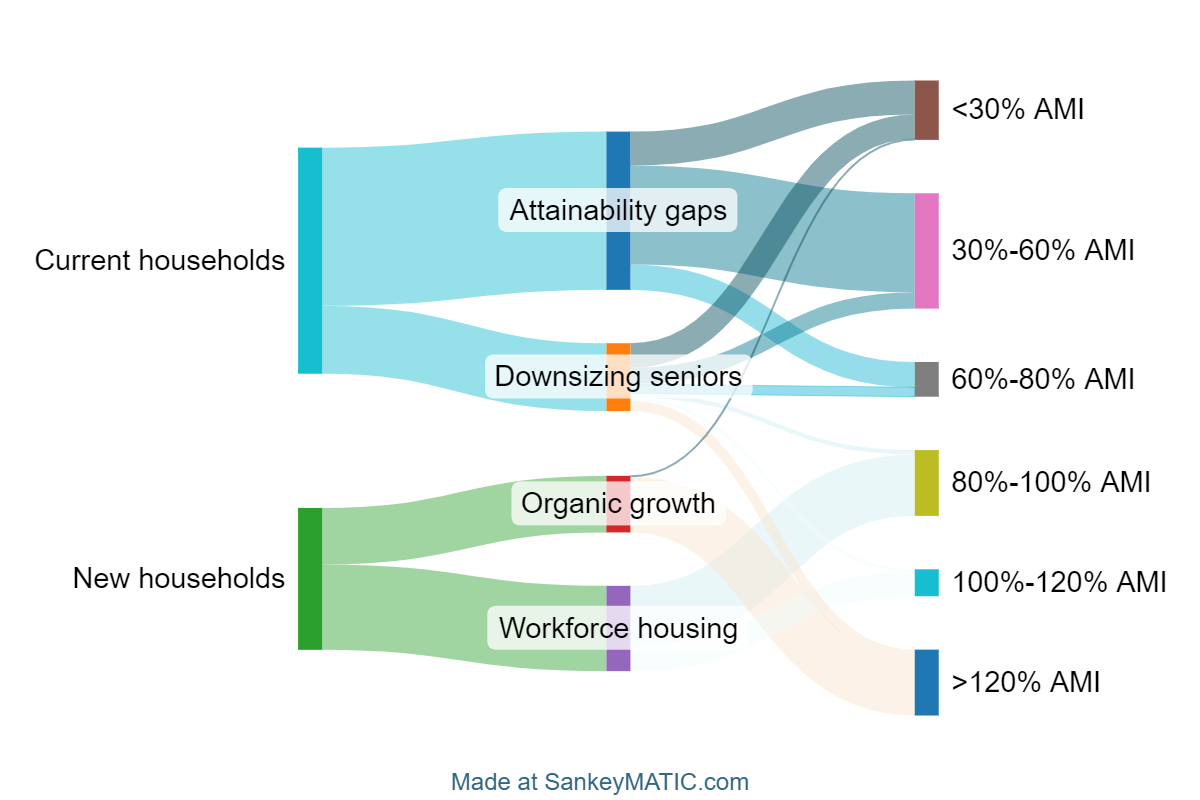 Current households
New households
Attainability gaps
Downsizing seniors
Organic growth
Workforce housing
<30% AMI
30%-60% AMI
60%-80% AMI
80%-100% AMI
100%-120% AMI
>120% AMI
Made at SankeyMATIC.com